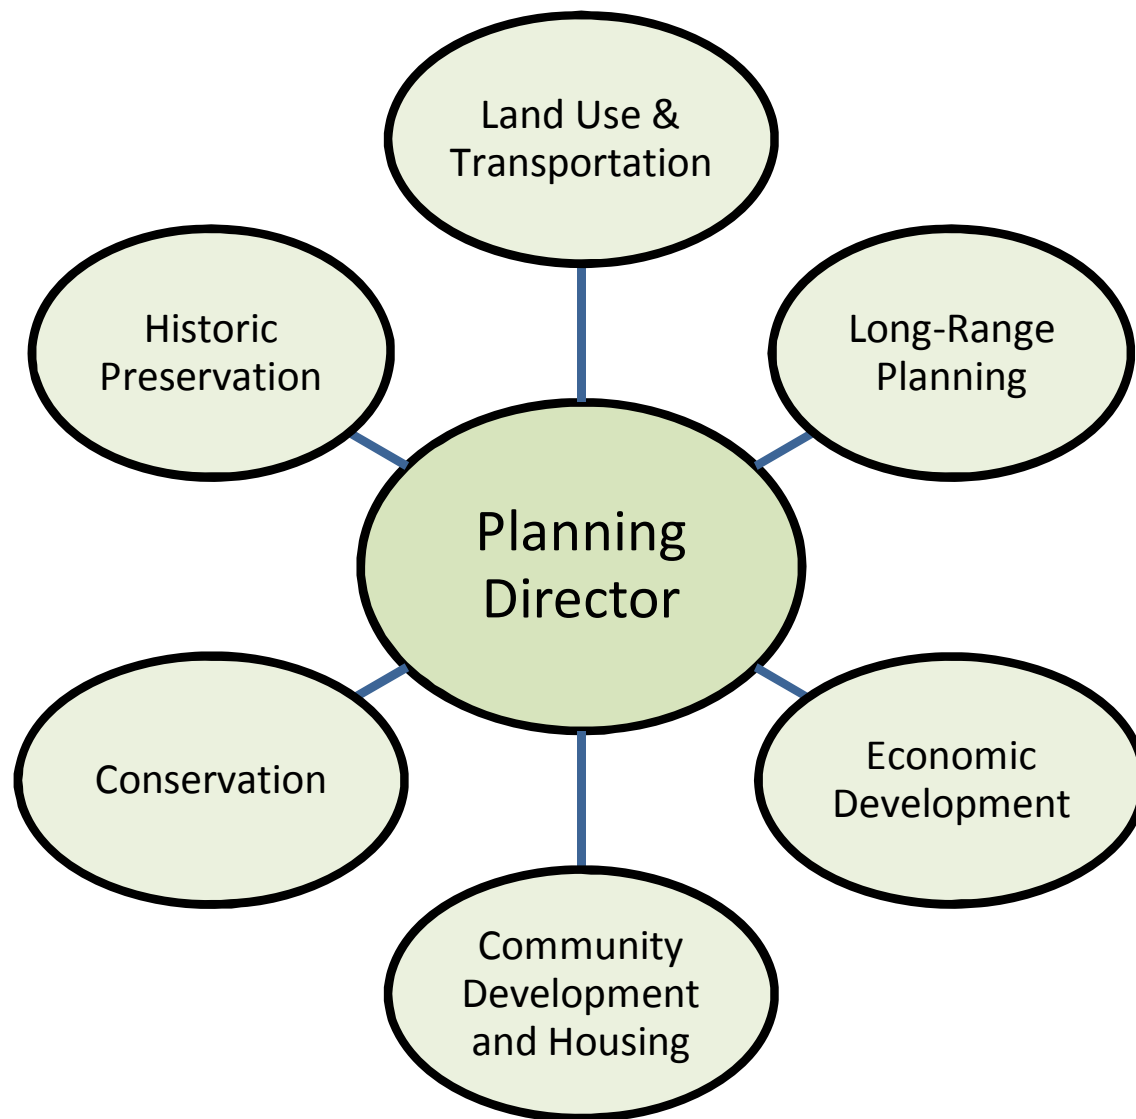 Land Use &
Transportation
Historic
Preservation
Long-Range
Planning
Planning
Director
Conservation
Economic
Development
Community
Development
and Housing